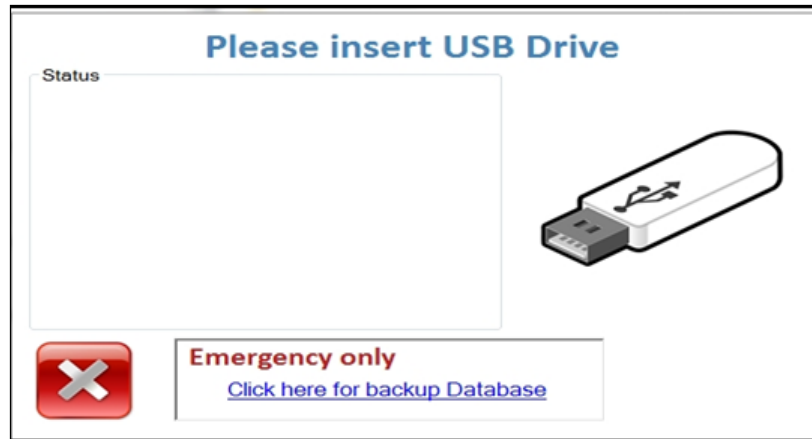 Please insert USB Drive
Status
Emergency only
Click here for backup Database